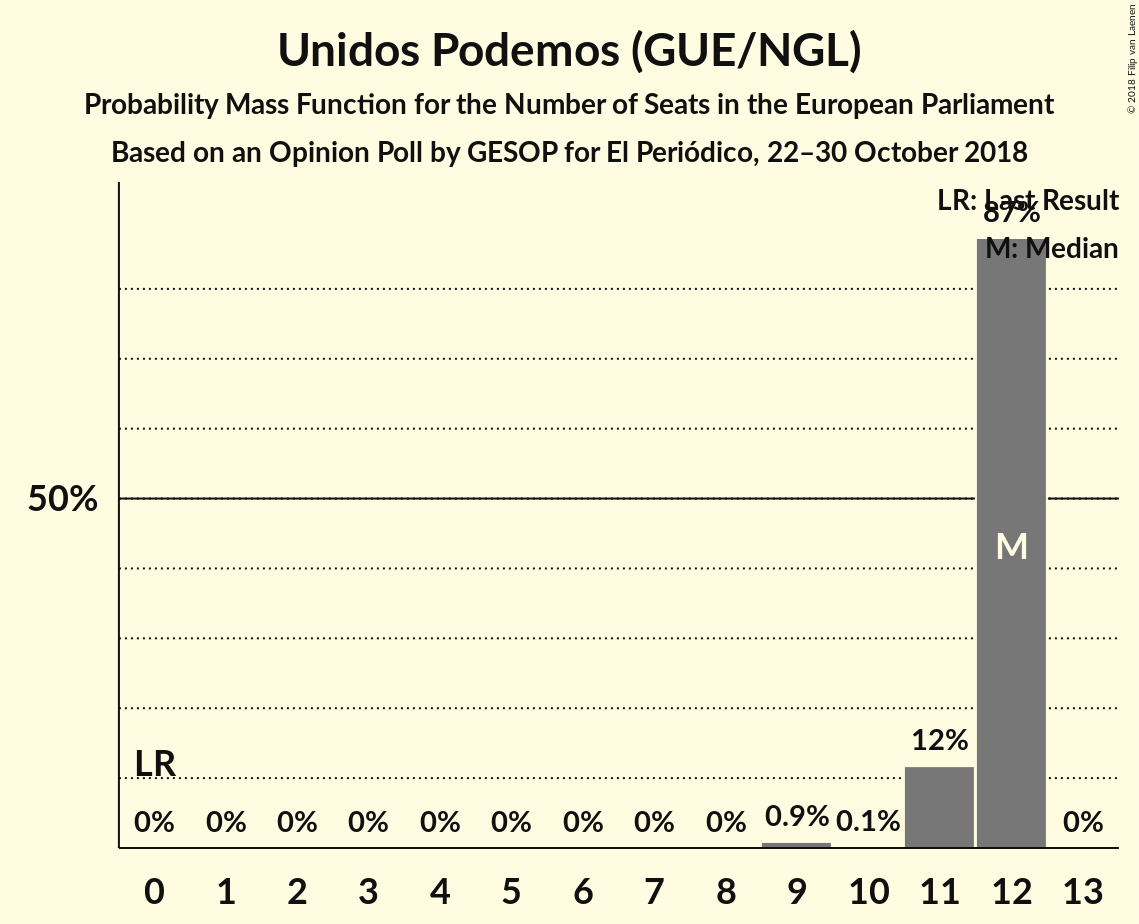 Unidos Podemos (GUE/NGL)
Probability Mass Function for the Number of Seats in the European Parliament
Based on an Opinion Poll by GESOP for El Periódico, 22–30 October 2018
© 2018 Filip van Laenen
LR: Last Result
87%
M: Median
50%
M
12%
LR
0% 0% 0% 0% 0% 0% 0% 0% 0% 0.9% 0.1% 0%
0 1 2 3 4 5 6 7 8 9 10 11 12 13